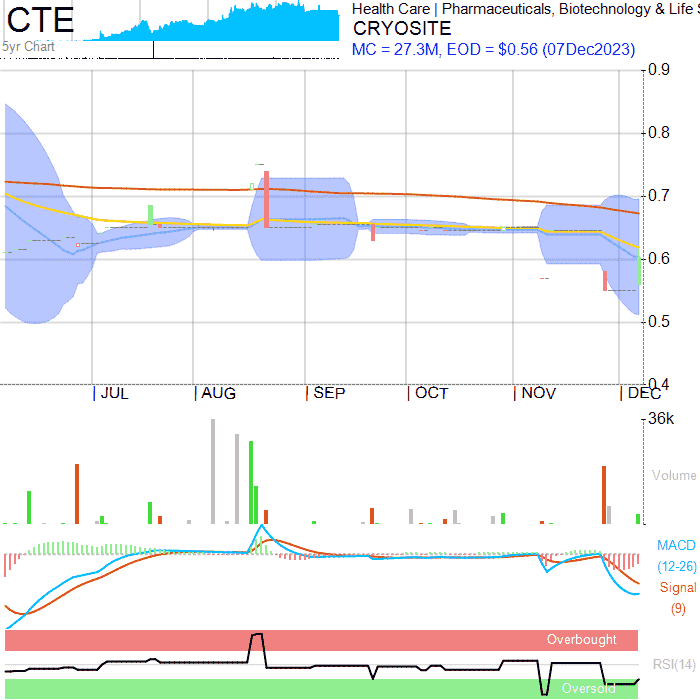 CTE
5yr Chart
Health Care | Pharmaceuticals, Biotechnology & Life S
CRYOSITE
MC = 27.3M, EOD = $0.56 (07Dec2023)
0.9
0.8
0.7
0.6
0.5
0.4
JUL AUG SEP OCT NOV DEC
36k
Volume
MACD
(12-26)
Signal
(9)
Overbought
RSI(14)
Oversold